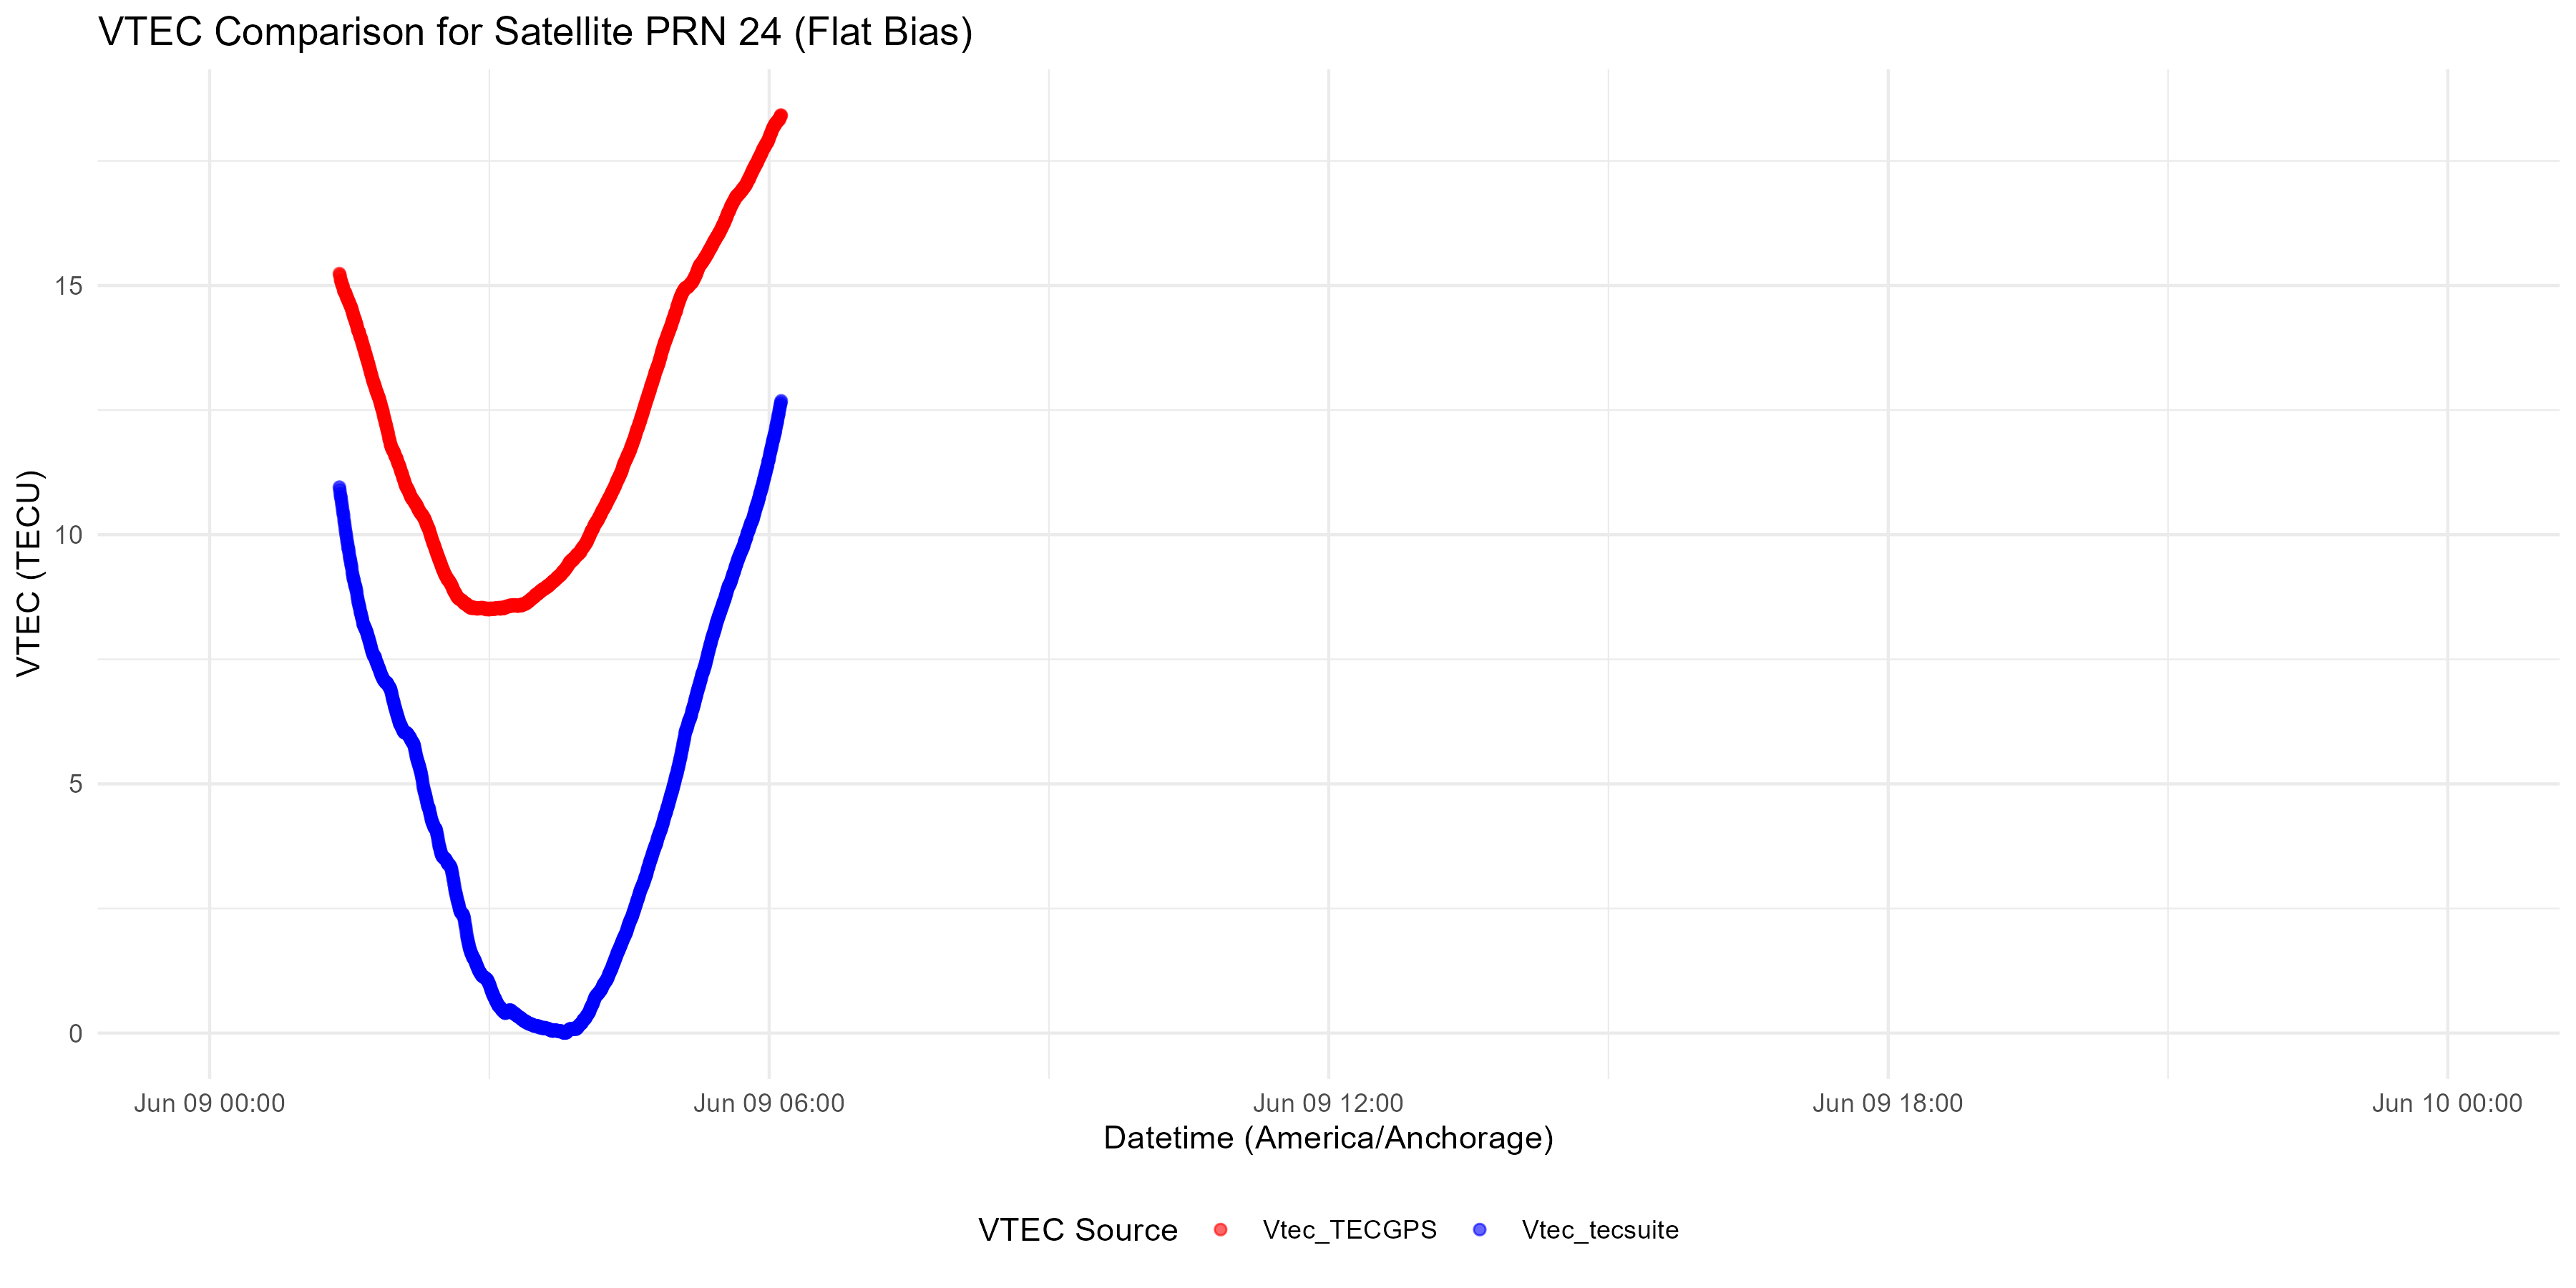 VTEC Comparison for Satellite PRN 24 (Flat Bias)
VTEC (TECU)
15
10
5
0
Jun 09 00:00 Jun 09 06:00 Jun 09 12:00 Jun 09 18:00 Jun 10 00:00
Datetime (America/Anchorage)
VTEC Source Vtec_TECGPS Vtec_tecsuite